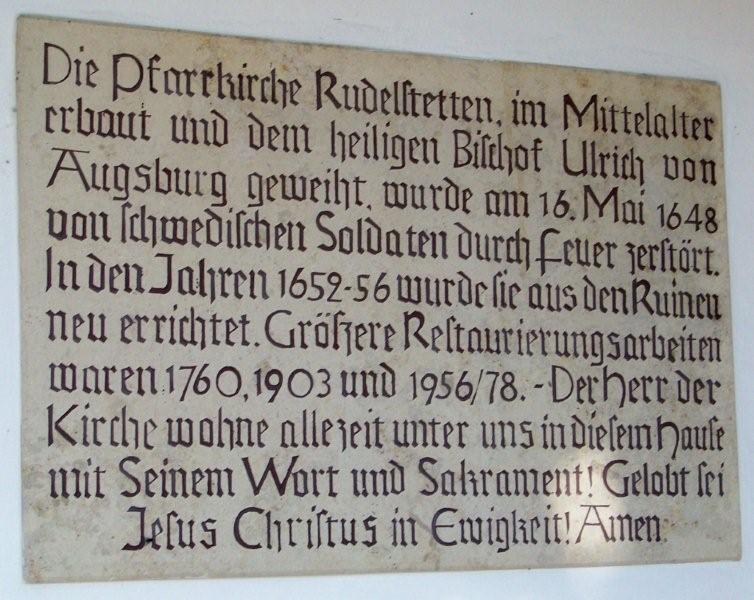 Die Pfarrkirche Rudelstetten, im Mittelalter
erbaut und dem heiligen Bischof Ulrich von
Augsburg geweiht, wurde am 16. Mai 1648
von schwedischen Soldaten durch Feuer zerstört.
In den Jahren 1652-56 wurde sie aus den Ruinen
neu errichtet. Größere Restaurierungsarbeiten
waren 1760, 1903 und 1956/78. - Der Herr der
Kirche wohne allezeit unter uns in diesem Hause
mit Seinem Wort und Sakrament! Gelobt sei
Jesus Christus in Ewigkeit! Amen.